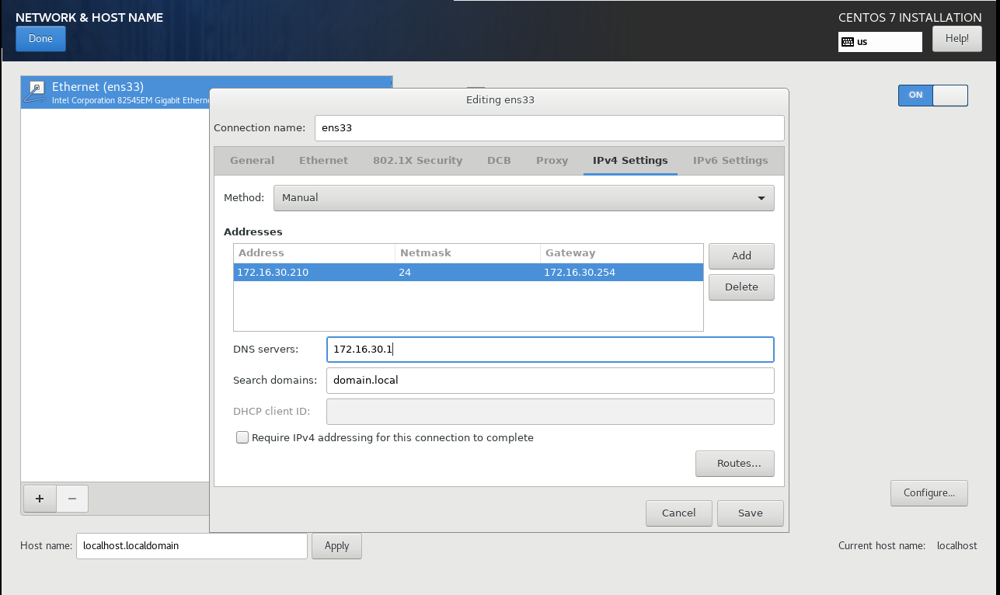 NETWORK & HOST NAME
CENTOS 7 INSTALLATION
Done
us
Help!
Ethernet (ens33)
Intel Corporation 82545EM Gigabit
ON
Editing ens33
Connection name: ens33
General Ethernet 802.1X Security DCB Proxy IPv4 Settings IPv6 Settings
Method: Manual
Addresses
Address Netmask Gateway
Add
172.16.30.210 24 172.16.30.254
Delete
DNS servers: 172.16.30.1
Search domains: domain.local
DHCP client ID:
Require IPv4 addressing for this connection to complete
Routes...
+ −
Configure...
Cancel Save
Host name: localhost.localdomain Apply
Current host name: localhost